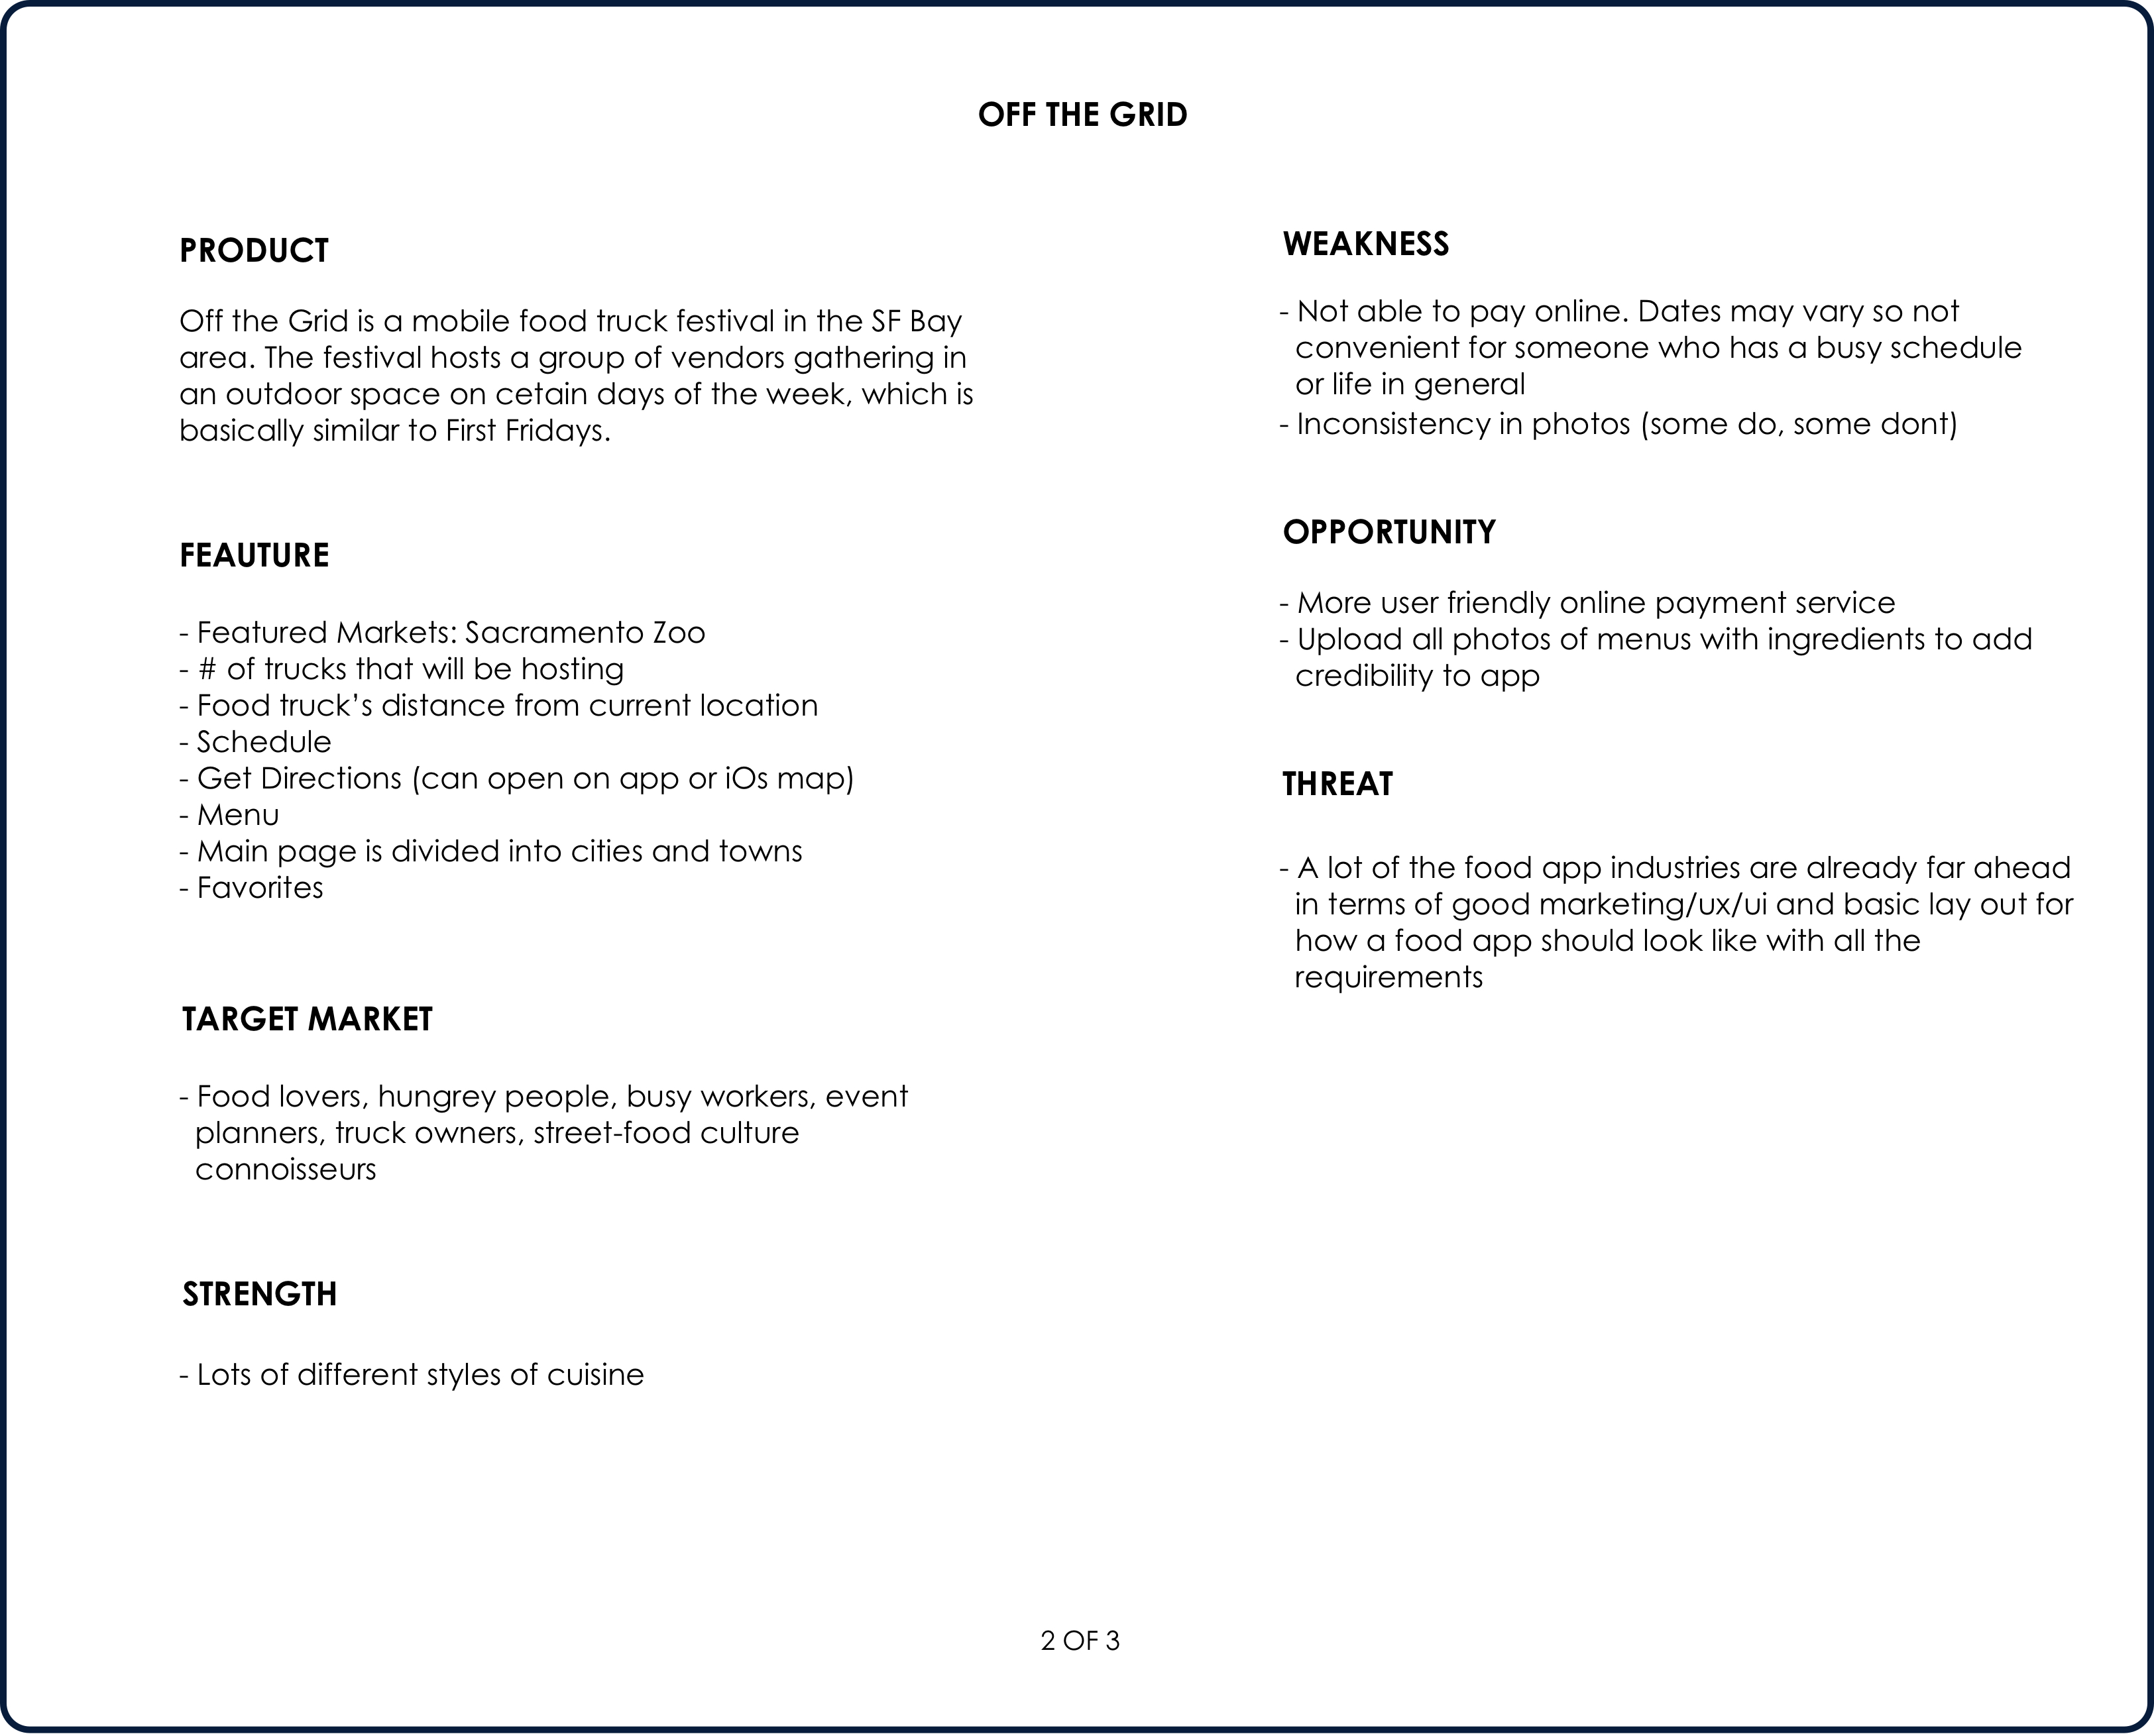 OFF THE GRID
PRODUCT
Off the Grid is a mobile food truck festival in the SF Bay
area. The festival hosts a group of vendors gathering in
an outdoor space on cetain days of the week, which is
basically similar to First Fridays.
FEAUTURE
- Featured Markets: Sacramento Zoo
- # of trucks that will be hosting
- Food truck’s distance from current location
- Schedule
- Get Directions (can open on app or iOs map)
- Menu
- Main page is divided into cities and towns
- Favorites
TARGET MARKET
- Food lovers, hungrey people, busy workers, event
planners, truck owners, street-food culture
connoisseurs
STRENGTH
- Lots of different styles of cuisine
WEAKNESS
- Not able to pay online. Dates may vary so not
convenient for someone who has a busy schedule
or life in general
- Inconsistency in photos (some do, some dont)
OPPORTUNITY
- More user friendly online payment service
- Upload all photos of menus with ingredients to add
credibility to app
THREAT
- A lot of the food app industries are already far ahead
in terms of good marketing/ux/ui and basic lay out for
how a food app should look like with all the
requirements
2 OF 3